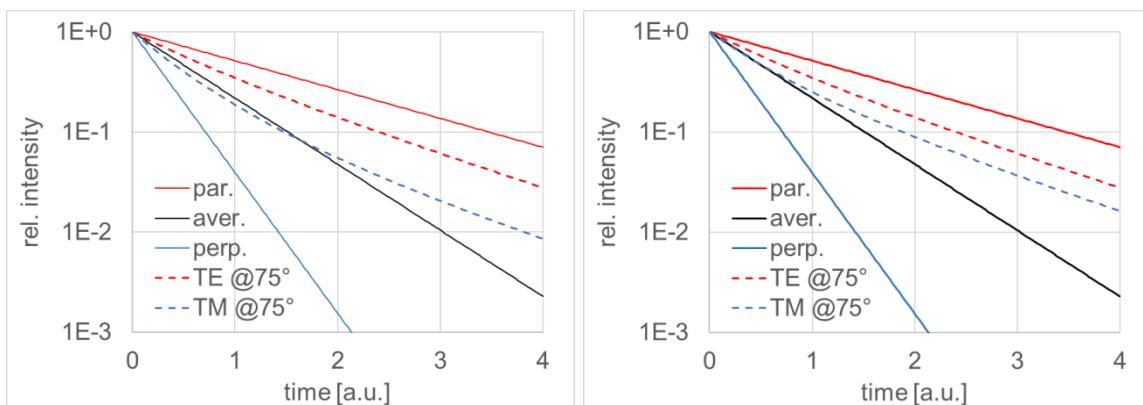 1E+0
1E-1
1E-2
1E-3
rel. intensity
par.
aver.
perp.
TE @75°
TM @75°
0 1 2 3 4
time [a.u.]
1E+0
1E-1
1E-2
1E-3
rel. intensity
par.
aver.
perp.
TE @75°
TM @75°
0 1 2 3 4
time [a.u.]